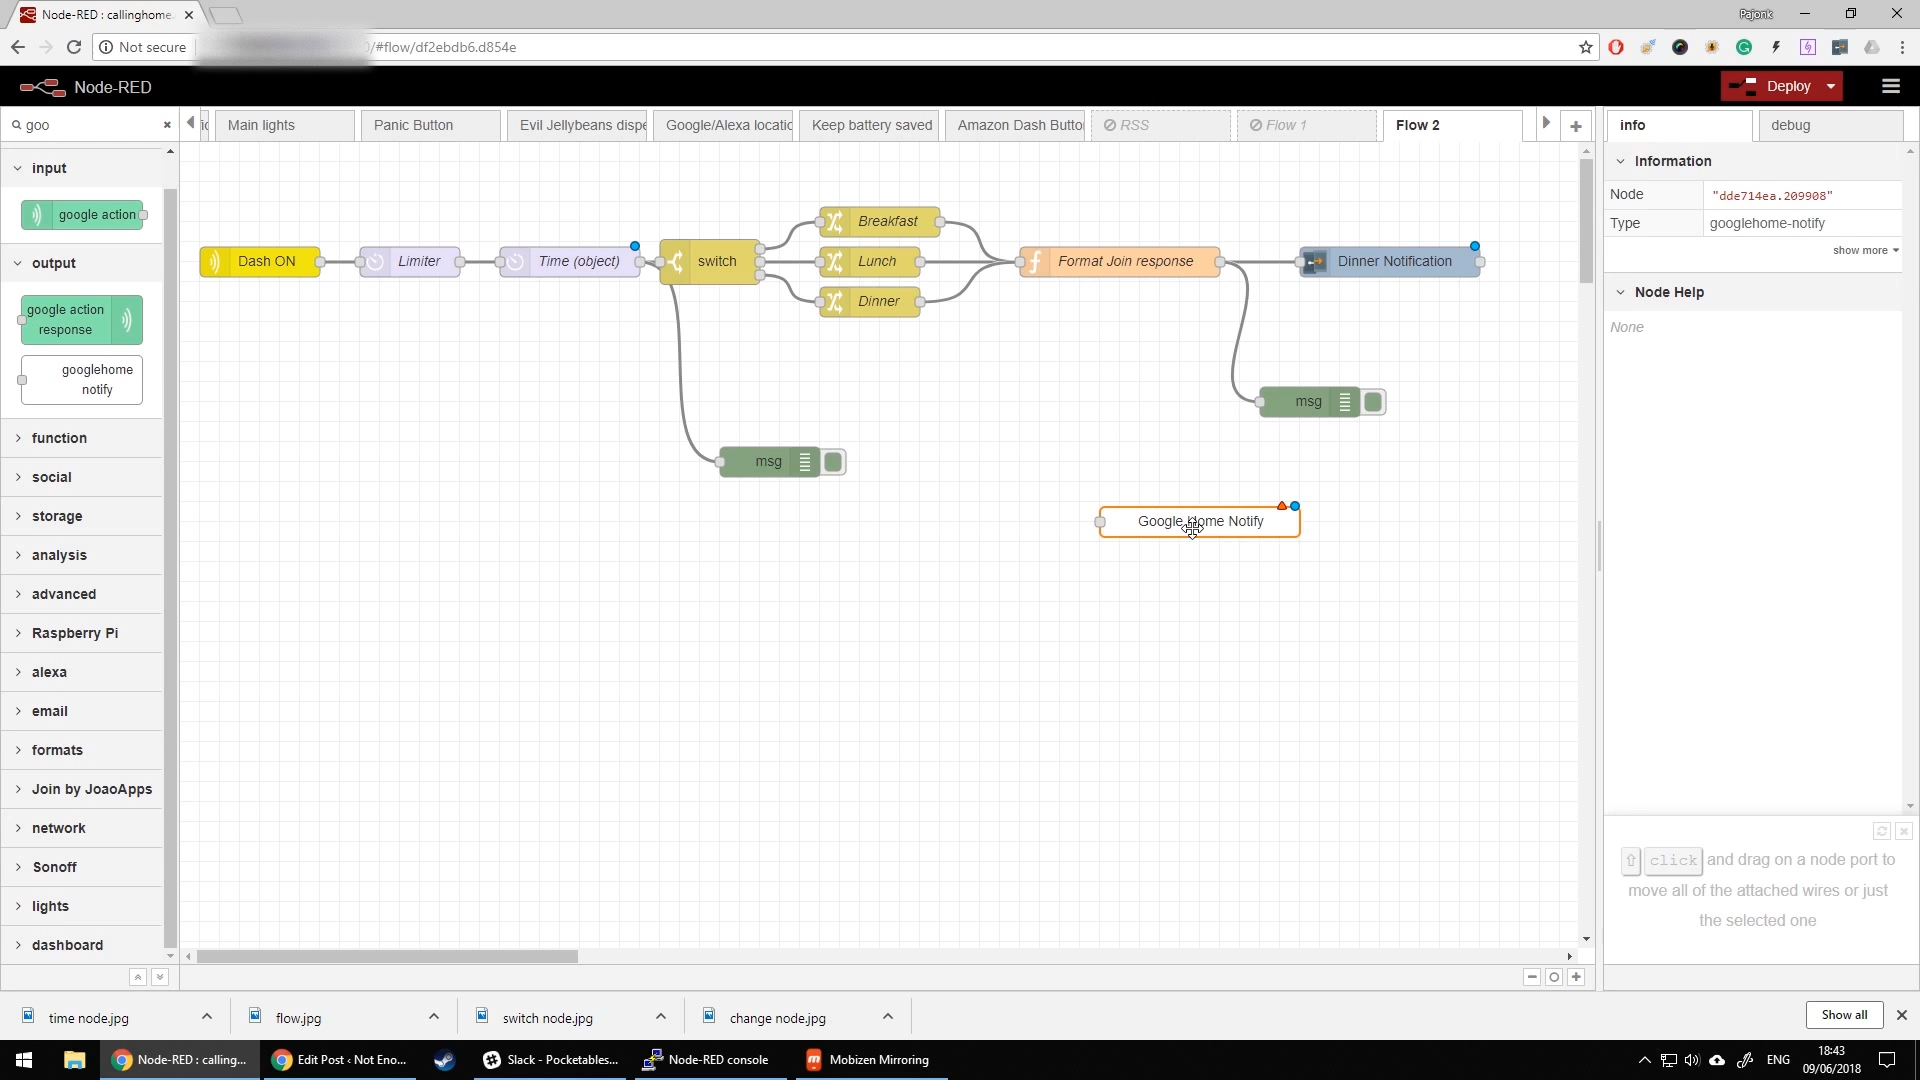 Node-RED : callinghome
Pajonk
Not secure
/#flow/df2ebdb6.d854e
Node-RED
Deploy
goo
Main lights
Panic Button
Evil Jellybeans dispe
Google/Alexa locatio
Keep battery saved
Amazon Dash Button
RSS
Flow 1
Flow 2
info
debug
input
google action
output
google action
response
googlehome
notify
function
social
storage
analysis
advanced
Raspberry Pi
alexa
email
formats
Join by JoaoApps
network
Sonoff
lights
dashboard
Dash ON
Limiter
Time (object)
switch
Breakfast
Lunch
Dinner
Format Join response
Dinner Notification
msg
msg
Google Home Notify
Information
Node "dde714ea.209908"
Type googlehome-notify
show more
Node Help
None
click and drag on a node port to
move all of the attached wires or just
the selected one
time node.jpg
flow.jpg
switch node.jpg
change node.jpg
Show all
Node-RED : calling...
Edit Post ‹ Not Eno...
Slack - Pocketables...
Node-RED console
Mobizen Mirroring
ENG
18:43
09/06/2018